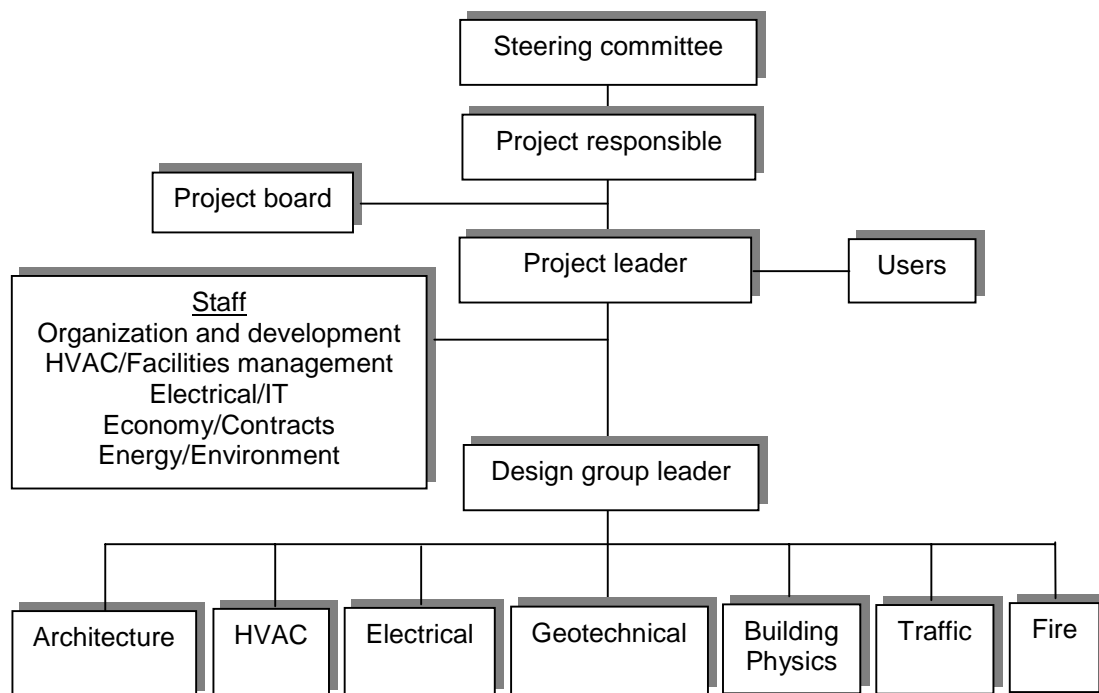 Steering committee
Project responsible
Project board
Project leader
Users
Staff
Organization and development
HVAC/Facilities management
Electrical/IT
Economy/Contracts
Energy/Environment
Design group leader
Architecture
HVAC
Electrical
Geotechnical
Building
Physics
Traffic
Fire